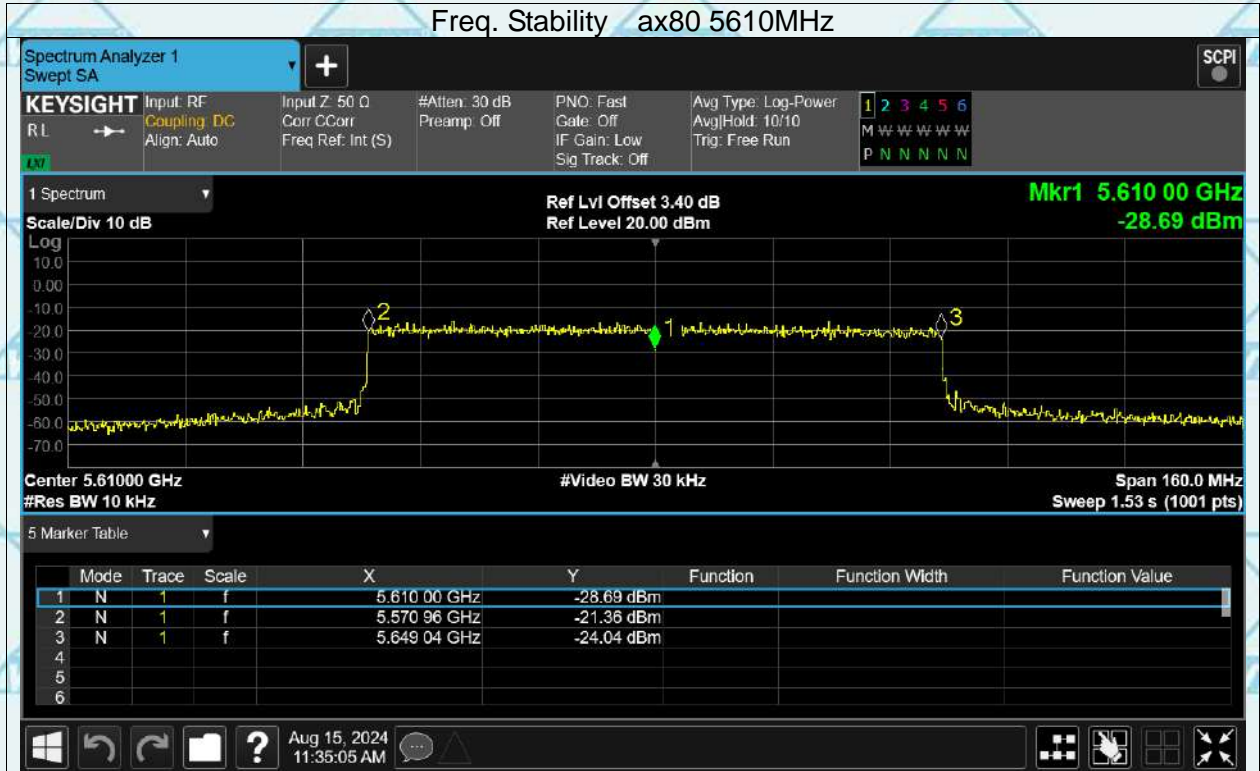 Freq. Stability ax80 5610MHz
Spectrum Analyzer 1
Swept SA
+
SCPI
KEYSIGHT
RL
LXI
Input: RF
Coupling: DC
Align: Auto
Input Z: 50 Ω
Corr CCorr
Freq Ref: Int (S)
#Atten: 30 dB
Preamp: Off
PNO: Fast
Gate: Off
IF Gain: Low
Sig Track: Off
Avg Type: Log-Power
Avg|Hold: 10/10
Trig: Free Run
1 2 3 4 5 6
M W W W W W
P N N N N N
1 Spectrum
Scale/Div 10 dB
Ref Lvl Offset 3.40 dB
Ref Level 20.00 dBm
Mkr1 5.610 00 GHz
-28.69 dBm
Log
10.0
0.00
-10.0
-20.0
-30.0
-40.0
-50.0
-60.0
-70.0
2
1
3
Center 5.61000 GHz
#Res BW 10 kHz
#Video BW 30 kHz
Span 160.0 MHz
Sweep 1.53 s (1001 pts)
5 Marker Table
Mode Trace Scale X Y Function Function Width Function Value
1 N 1 f 5.610 00 GHz -28.69 dBm
2 N 1 f 5.570 96 GHz -21.36 dBm
3 N 1 f 5.649 04 GHz -24.04 dBm
4
5
6
?
Aug 15, 2024
11:35:05 AM